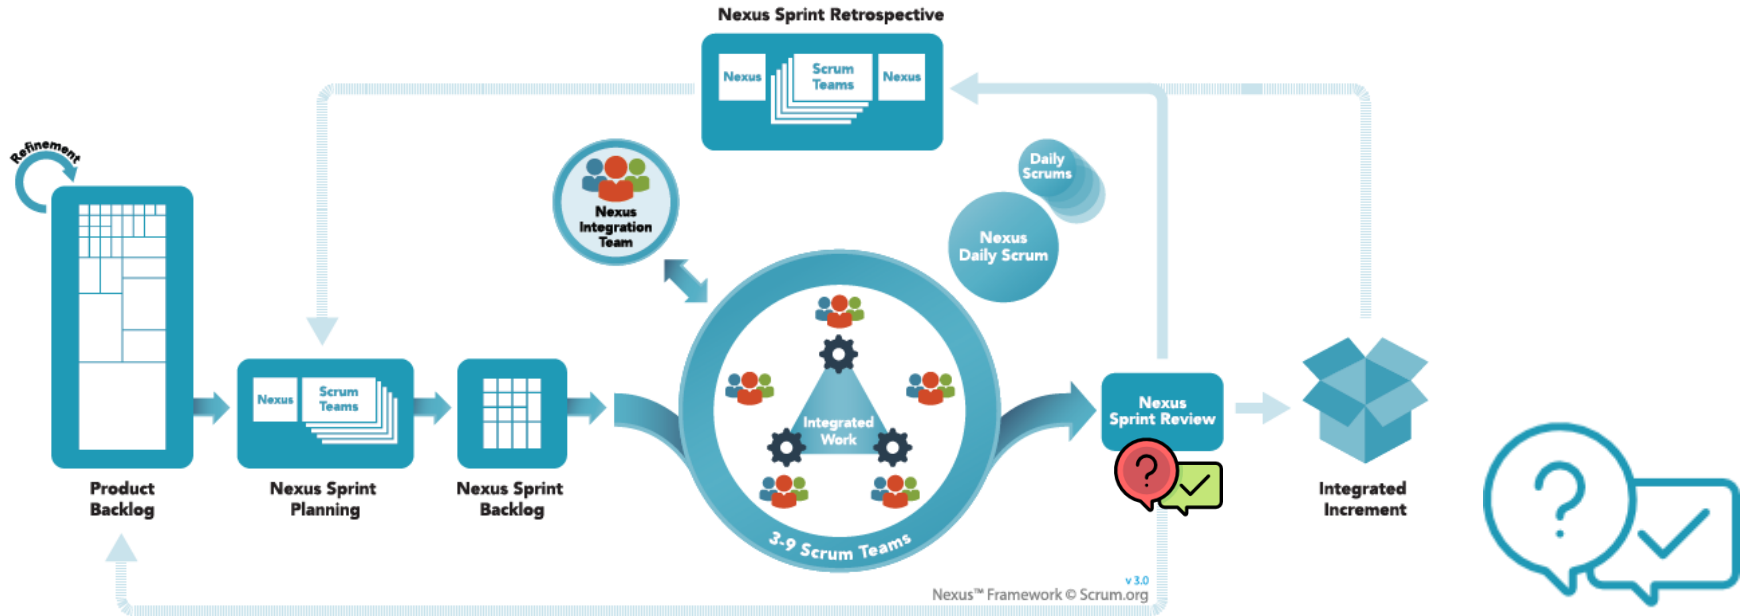 Nexus Sprint Retrospective
Nexus
Scrum
Teams
Nexus
Refinement
Daily
Scrums
Nexus
Integration
Team
Nexus
Daily Scrum
Nexus
Scrum
Teams
Integrated
Work
Nexus
Sprint Review
?
Product
Backlog
Nexus Sprint
Planning
Nexus Sprint
Backlog
Integrated
Increment
?
3-9 Scrum Teams
v 3.0
Nexus™ Framework © Scrum.org